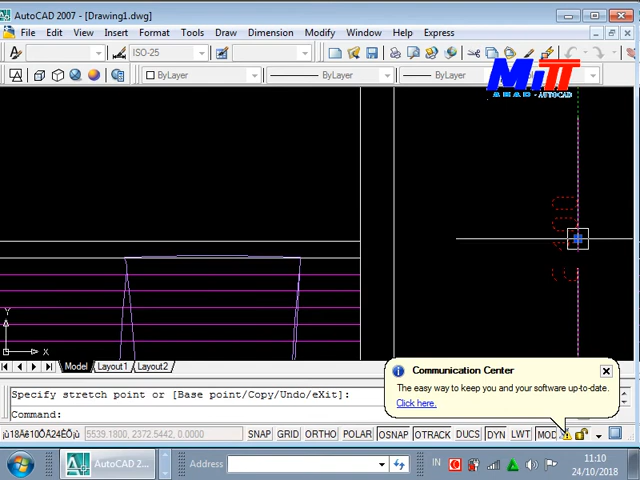 AutoCAD 2007 - [Drawing1.dwg]
File Edit View Insert Format Tools Draw Dimension Modify Window Help Express
ISO-25
ByLayer ByLayer ByLayer
AHAD - AUTOCAD
Y
X
Model Layout1 Layout2
Communication Center
The easy way to keep you and your software up-to-date.
Click here.
Specify stretch point or [Base point/Copy/Undo/eXit]:
Command:
5539.1800, 2372.5442, 0.0000 SNAP GRID ORTHO POLAR OSNAP OTRACK DUCS DYN LWT MOD
AutoCAD 2... Address IN 11:10
24/10/2018